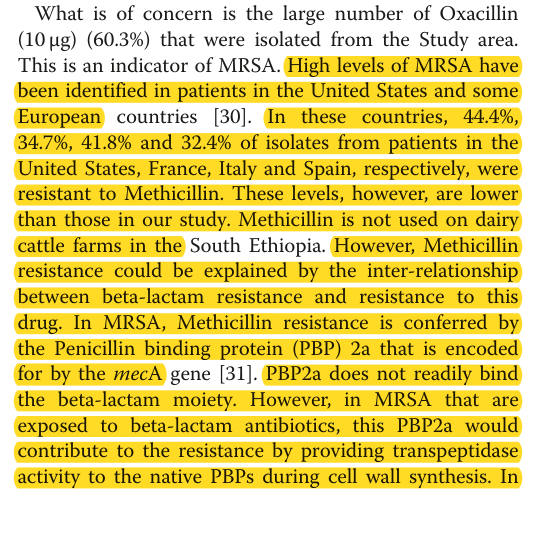 What is of concern is the large number of Oxacillin
(10 μg) (60.3%) that were isolated from the Study area.
This is an indicator of MRSA. High levels of MRSA have
been identified in patients in the United States and some
European countries [30]. In these countries, 44.4%,
34.7%, 41.8% and 32.4% of isolates from patients in the
United States, France, Italy and Spain, respectively, were
resistant to Methicillin. These levels, however, are lower
than those in our study. Methicillin is not used on dairy
cattle farms in the South Ethiopia. However, Methicillin
resistance could be explained by the inter-relationship
between beta-lactam resistance and resistance to this
drug. In MRSA, Methicillin resistance is conferred by
the Penicillin binding protein (PBP) 2a that is encoded
for by the mecA gene [31]. PBP2a does not readily bind
the beta-lactam moiety. However, in MRSA that are
exposed to beta-lactam antibiotics, this PBP2a would
contribute to the resistance by providing transpeptidase
activity to the native PBPs during cell wall synthesis. In